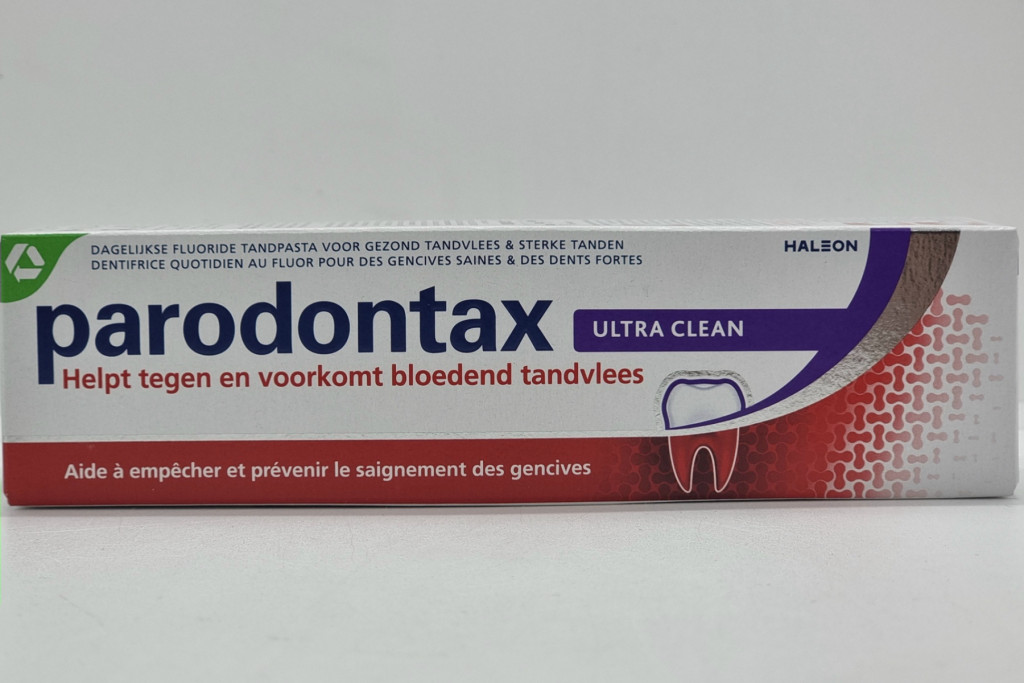 DAGELIJKSE FLUORIDE TANDPASTA VOOR GEZOND TANDVLEES & STERKE TANDEN
DENTIFRICE QUOTIDIEN AU FLUOR POUR DES GENCIVES SAINES & DES DENTS FORTES
HALEON
parodontax
ULTRA CLEAN
Helpt tegen en voorkomt bloedend tandvlees
Aide à empêcher et prévenir le saignement des gencives